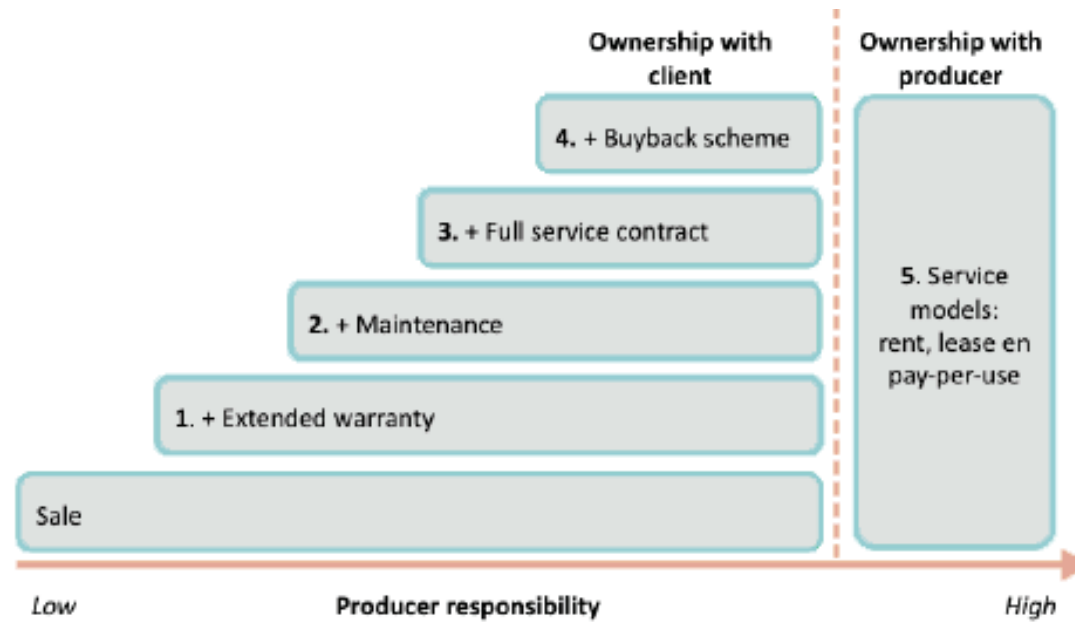 Ownership with
client
Ownership with
producer
4. + Buyback scheme
3. + Full service contract
2. + Maintenance
1. + Extended warranty
Sale
5. Service
models:
rent, lease en
pay-per-use
Low
Producer responsibility
High